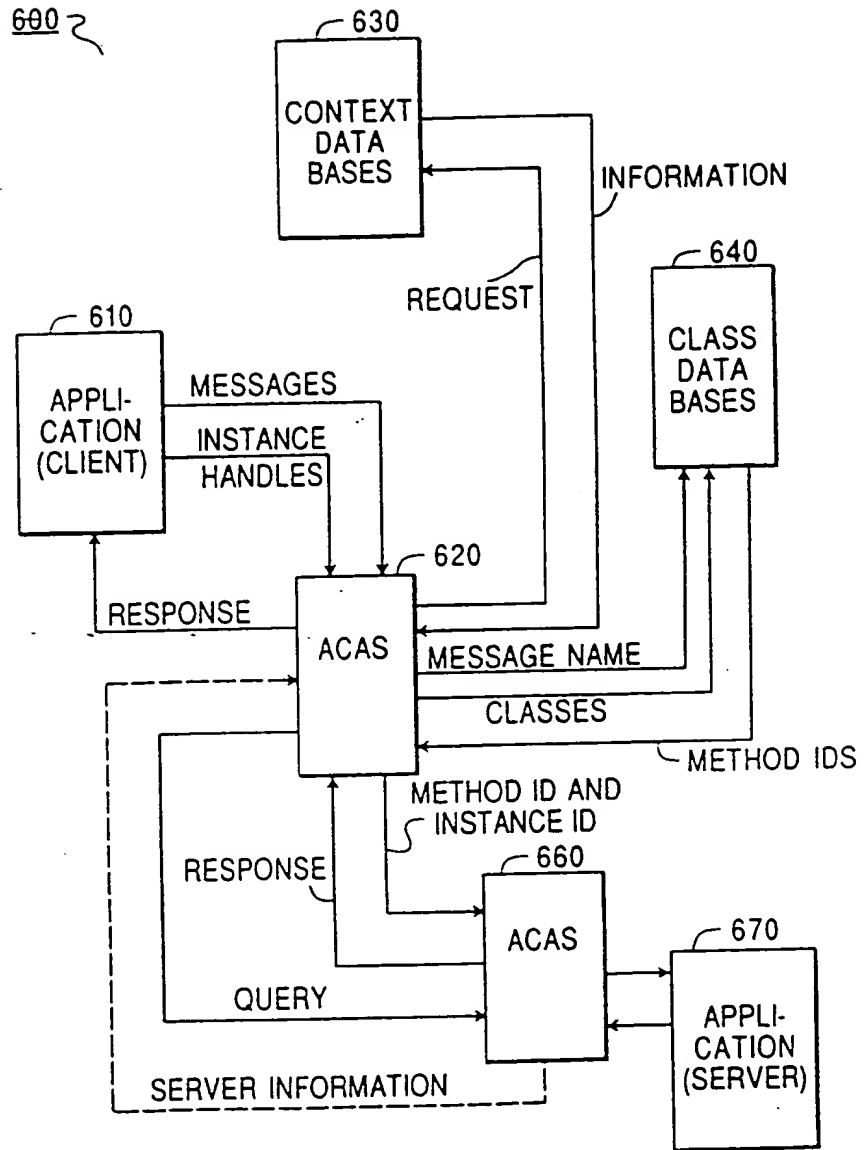 600
630
CONTEXT
DATA
BASES
INFORMATION
REQUEST
640
CLASS
DATA
BASES
610
APPLI-
CATION
(CLIENT)
MESSAGES
INSTANCE
HANDLES
620
RESPONSE
ACAS
MESSAGE NAME
CLASSES
METHOD IDS
METHOD ID AND
INSTANCE ID
RESPONSE
660
ACAS
670
QUERY
APPLI-
CATION
(SERVER)
SERVER INFORMATION